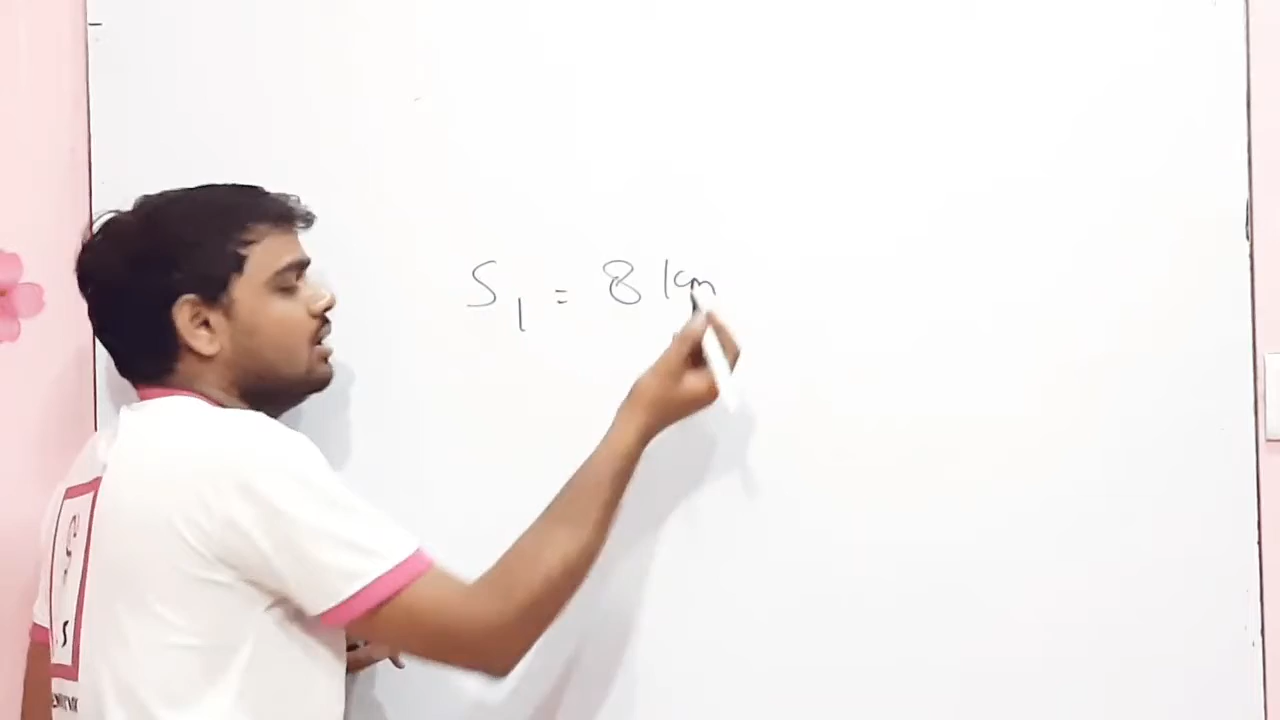 S₁ = 8 km